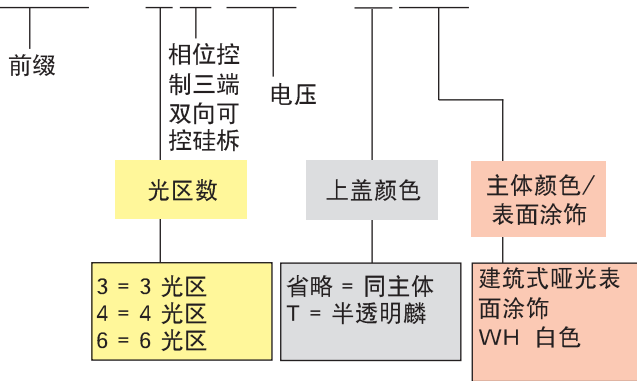 前缀
相位控
制三端
双向可
控硅柝
电压
光区数
上盖颜色
主体颜色/
表面涂饰
3 = 3 光区
4 = 4 光区
6 = 6 光区
省略 = 同主体
T = 半透明麟
建筑式哑光表
面涂饰
WH 白色